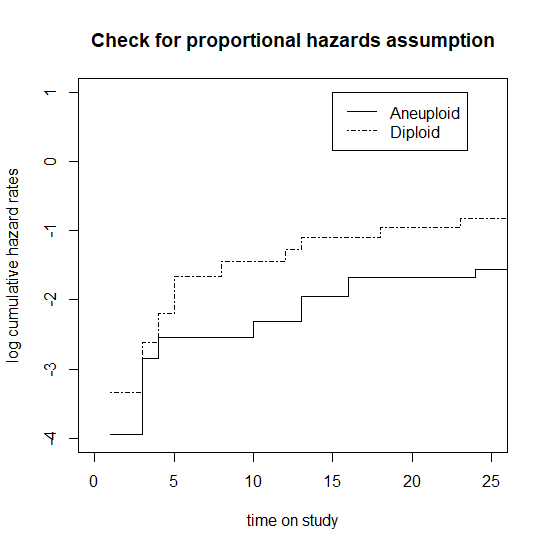 Check for proportional hazards assumption
Aneuploid
Diploid
log cumulative hazard rates
1
0
-1
-2
-3
-4
0 5 10 15 20 25
time on study